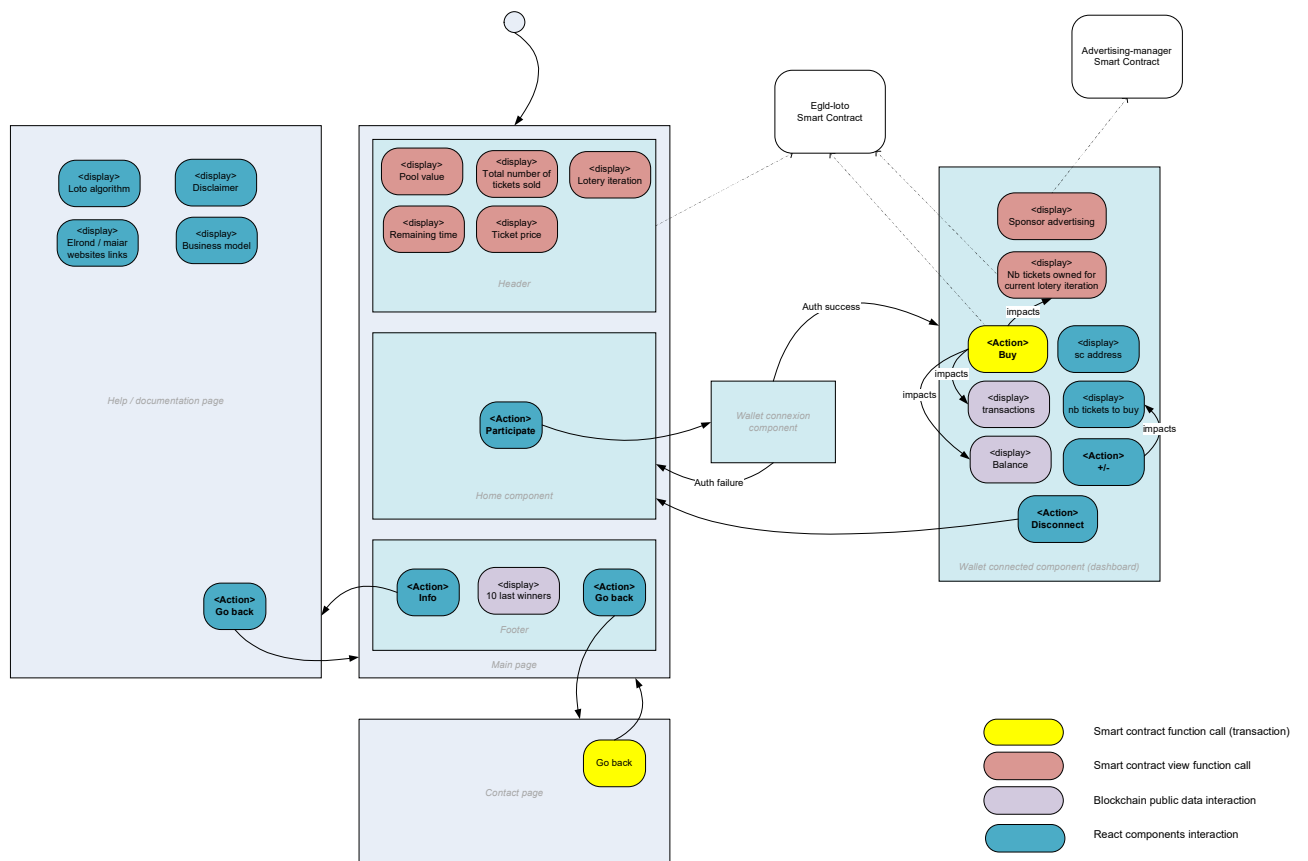 Advertising-manager
Smart Contract
Egld-loto
Smart Contract
<display>
Loto algorithm
<display>
Disclaimer
<display>
Elrond / maiar
websites links
<display>
Business model
Help / documentation page
<Action>
Go back
<display>
Pool value
<display>
Total number of
tickets sold
<display>
Lotery iteration
<display>
Remaining time
<display>
Ticket price
Header
<Action>
Participate
Home component
<Action>
Info
<display>
10 last winners
<Action>
Go back
Footer
Main page
Go back
Contact page
Wallet connexion
component
Auth success
Auth failure
<display>
Sponsor advertising
<display>
Nb tickets owned for
current lotery iteration
impacts
<Action>
Buy
<display>
sc address
impacts
impacts
<display>
transactions
<display>
nb tickets to buy
impacts
<display>
Balance
<Action>
+/-
<Action>
Disconnect
Wallet connected component (dashboard)
Smart contract function call (transaction)
Smart contract view function call
Blockchain public data interaction
React components interaction